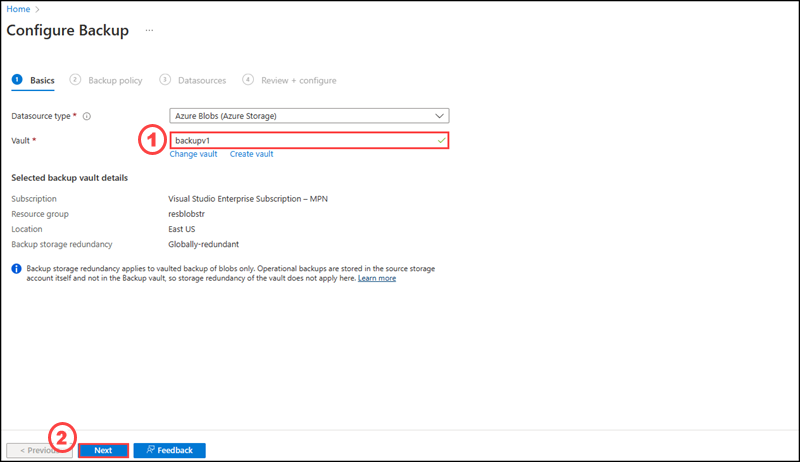 Home >
Configure Backup ...
1 Basics 2 Backup policy 3 Datasources 4 Review + configure
Datasource type * Azure Blobs (Azure Storage)
Vault * 1 backupv1
Change vault Create vault
Selected backup vault details
Subscription Visual Studio Enterprise Subscription – MPN
Resource group resblobstr
Location East US
Backup storage redundancy Globally-redundant
Backup storage redundancy applies to vaulted backup of blobs only. Operational backups are stored in the source storage
account itself and not in the Backup vault, so storage redundancy of the vault does not apply here. Learn more
2
< Previous Next Feedback